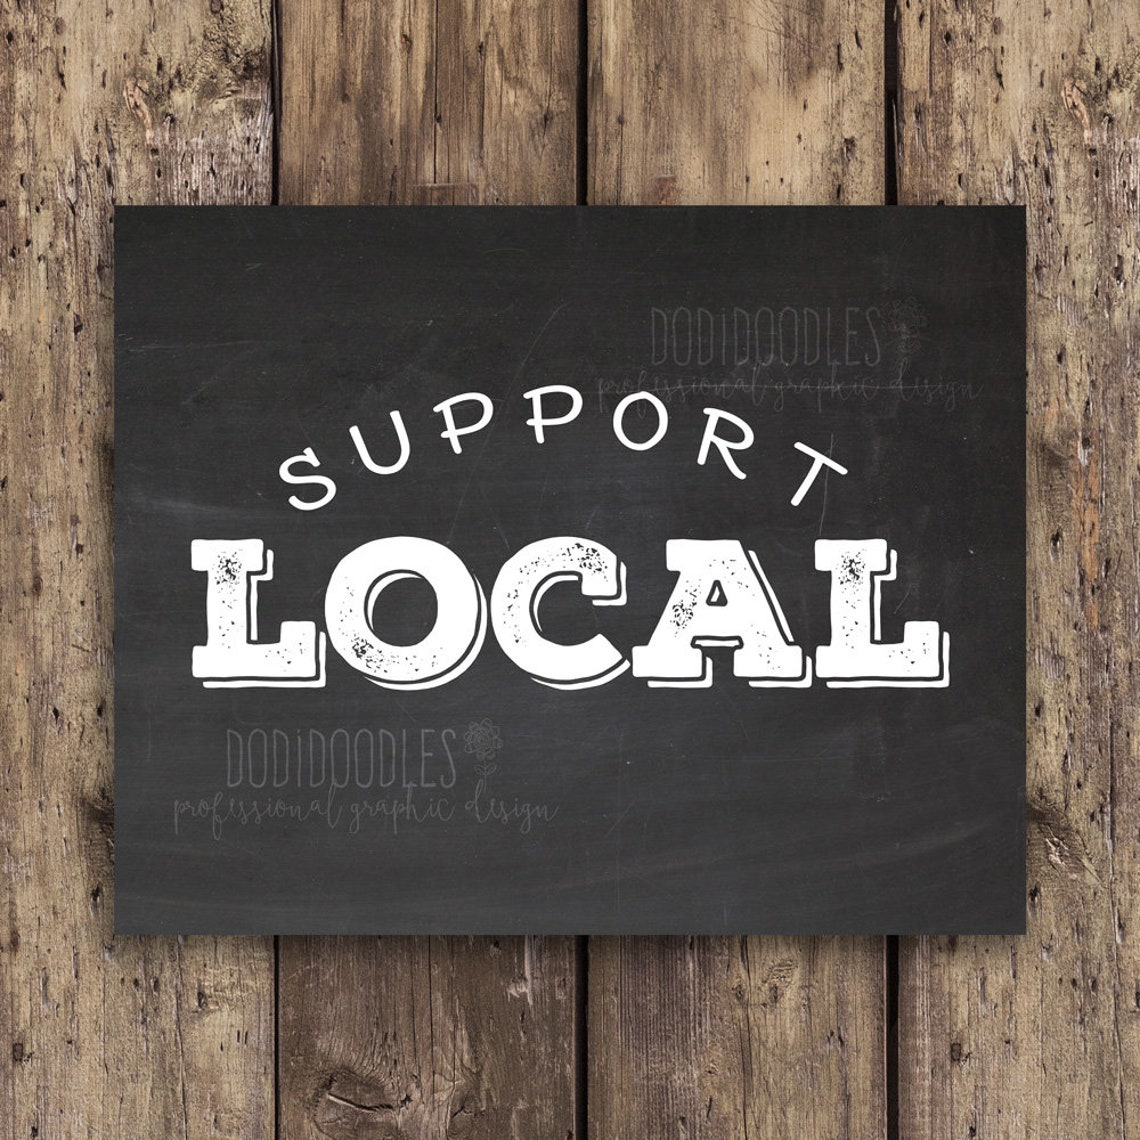 DODiDOODLES
professional graphic design
SUPPORT
LOCAL
DODiDOODLES
professional graphic design